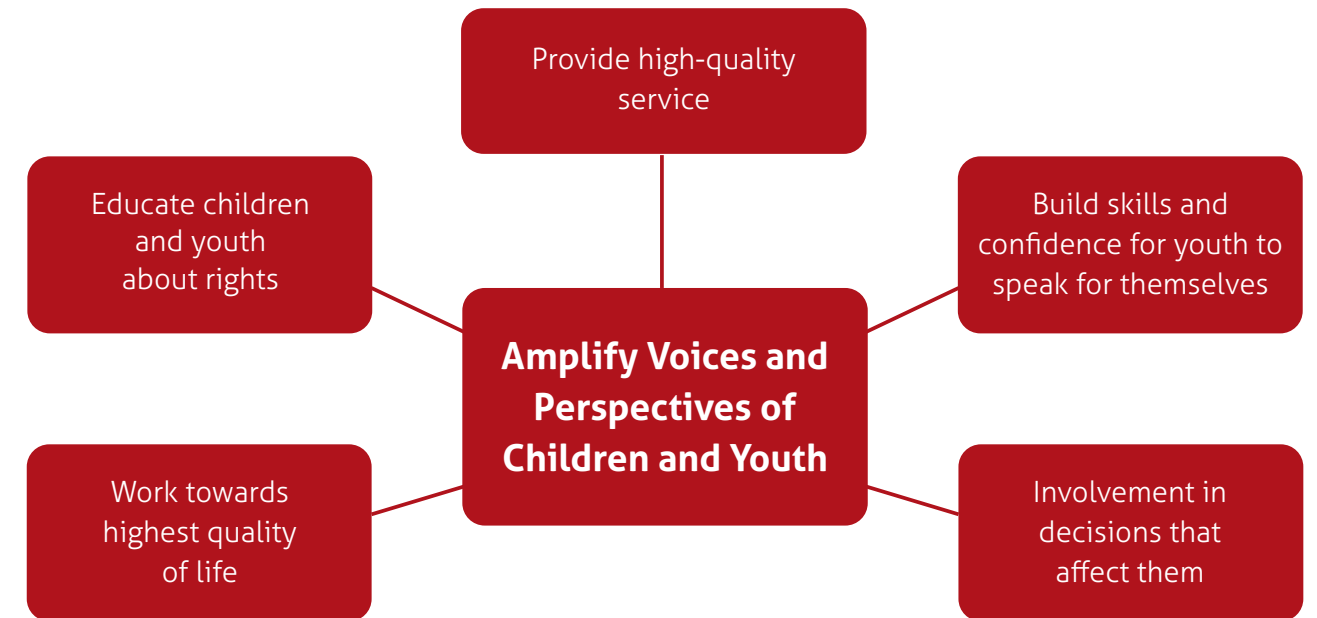 Provide high-quality
service
Educate children
and youth
about rights
Build skills and
confidence for youth to
speak for themselves
Amplify Voices and
Perspectives of
Children and Youth
Work towards
highest quality
of life
Involvement in
decisions that
affect them